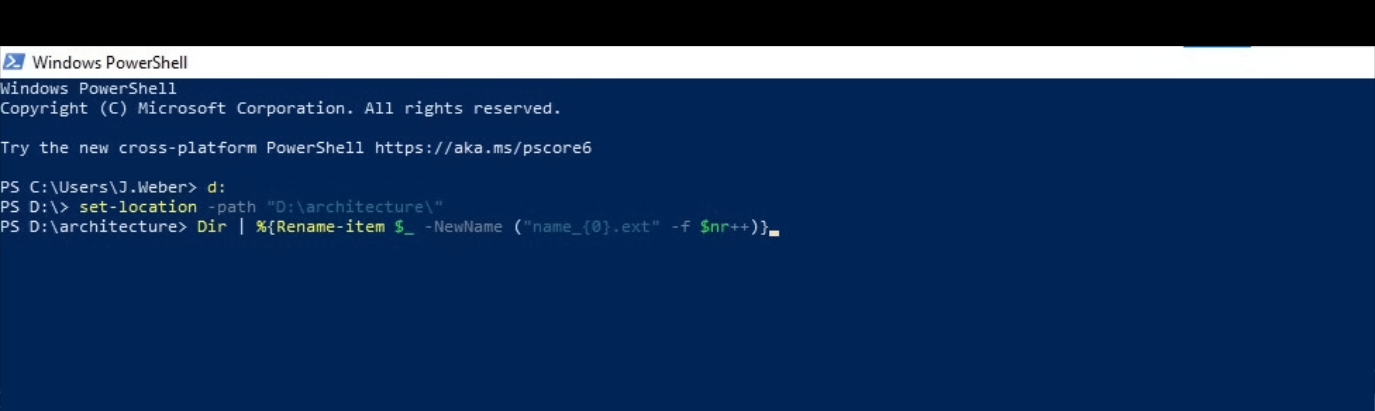 Windows PowerShell
Windows PowerShell
Copyright (C) Microsoft Corporation. All rights reserved.
Try the new cross-platform PowerShell https://aka.ms/pscore6
PS C:\Users\J.Weber> d:
PS D:\> set-location -path "D:\architecture\"
PS D:\architecture> Dir | %{Rename-item $_ -NewName ("name_{0}.ext" -f $nr++)}